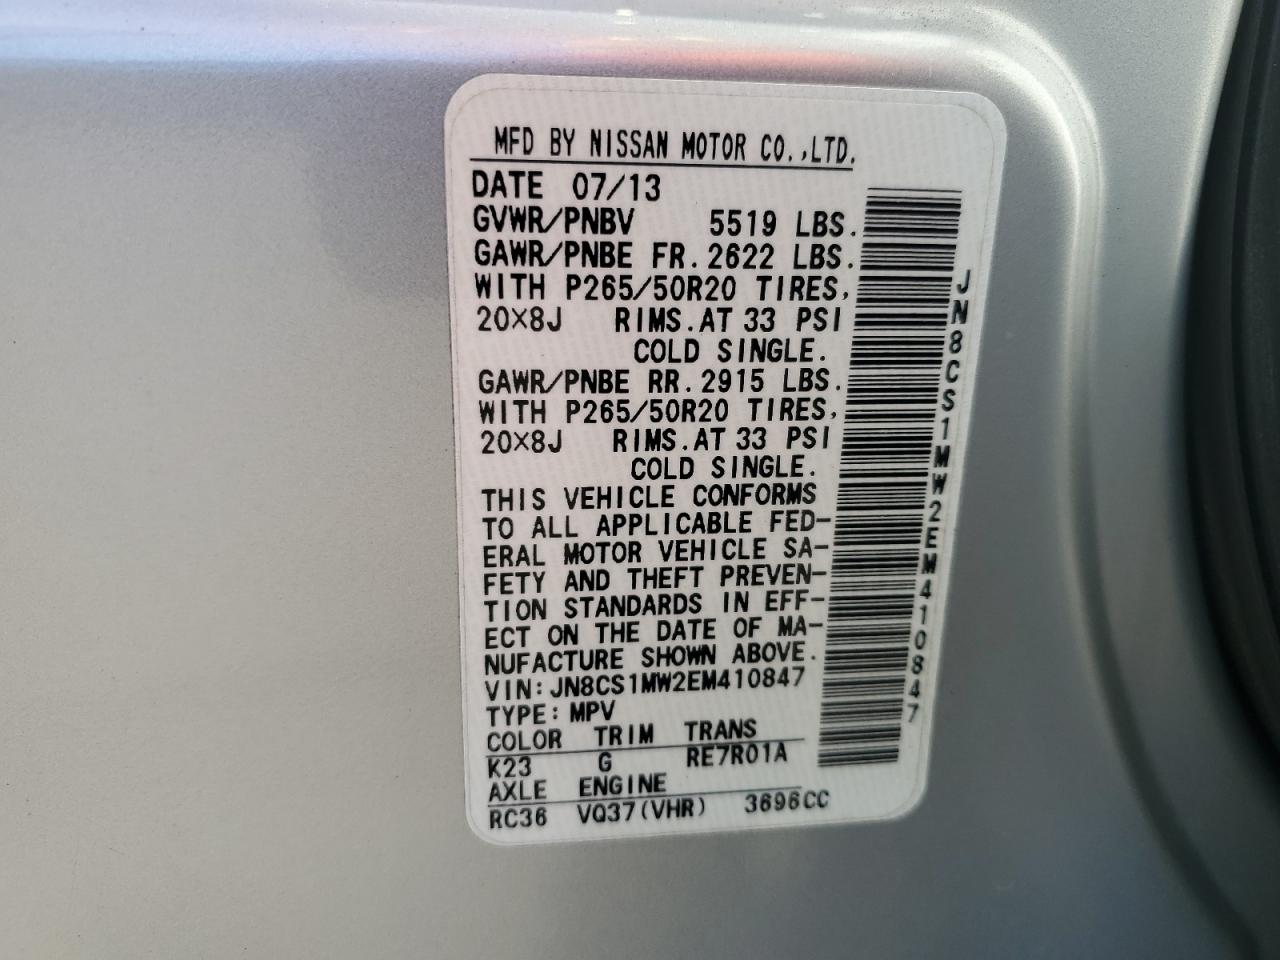 MFD BY NISSAN MOTOR CO.,LTD.
DATE 07/13
GVWR/PNBV 5519 LBS.
GAWR/PNBE FR. 2622 LBS.
WITH P265/50R20 TIRES,
20×8J RIMS. AT 33 PSI
COLD SINGLE.
GAWR/PNBE RR. 2915 LBS.
WITH P265/50R20 TIRES,
20×8J RIMS. AT 33 PSI
COLD SINGLE.
THIS VEHICLE CONFORMS
TO ALL APPLICABLE FED-
ERAL MOTOR VEHICLE SA-
FETY AND THEFT PREVEN-
TION STANDARDS IN EFF-
ECT ON THE DATE OF MA-
NUFACTURE SHOWN ABOVE.
VIN: JN8CS1MW2EM410847
TYPE: MPV
COLOR TRIM TRANS
K23 G RE7R01A
AXLE ENGINE
RC36 VQ37(VHR) 3696CC
JN8CS1MW2EM410847